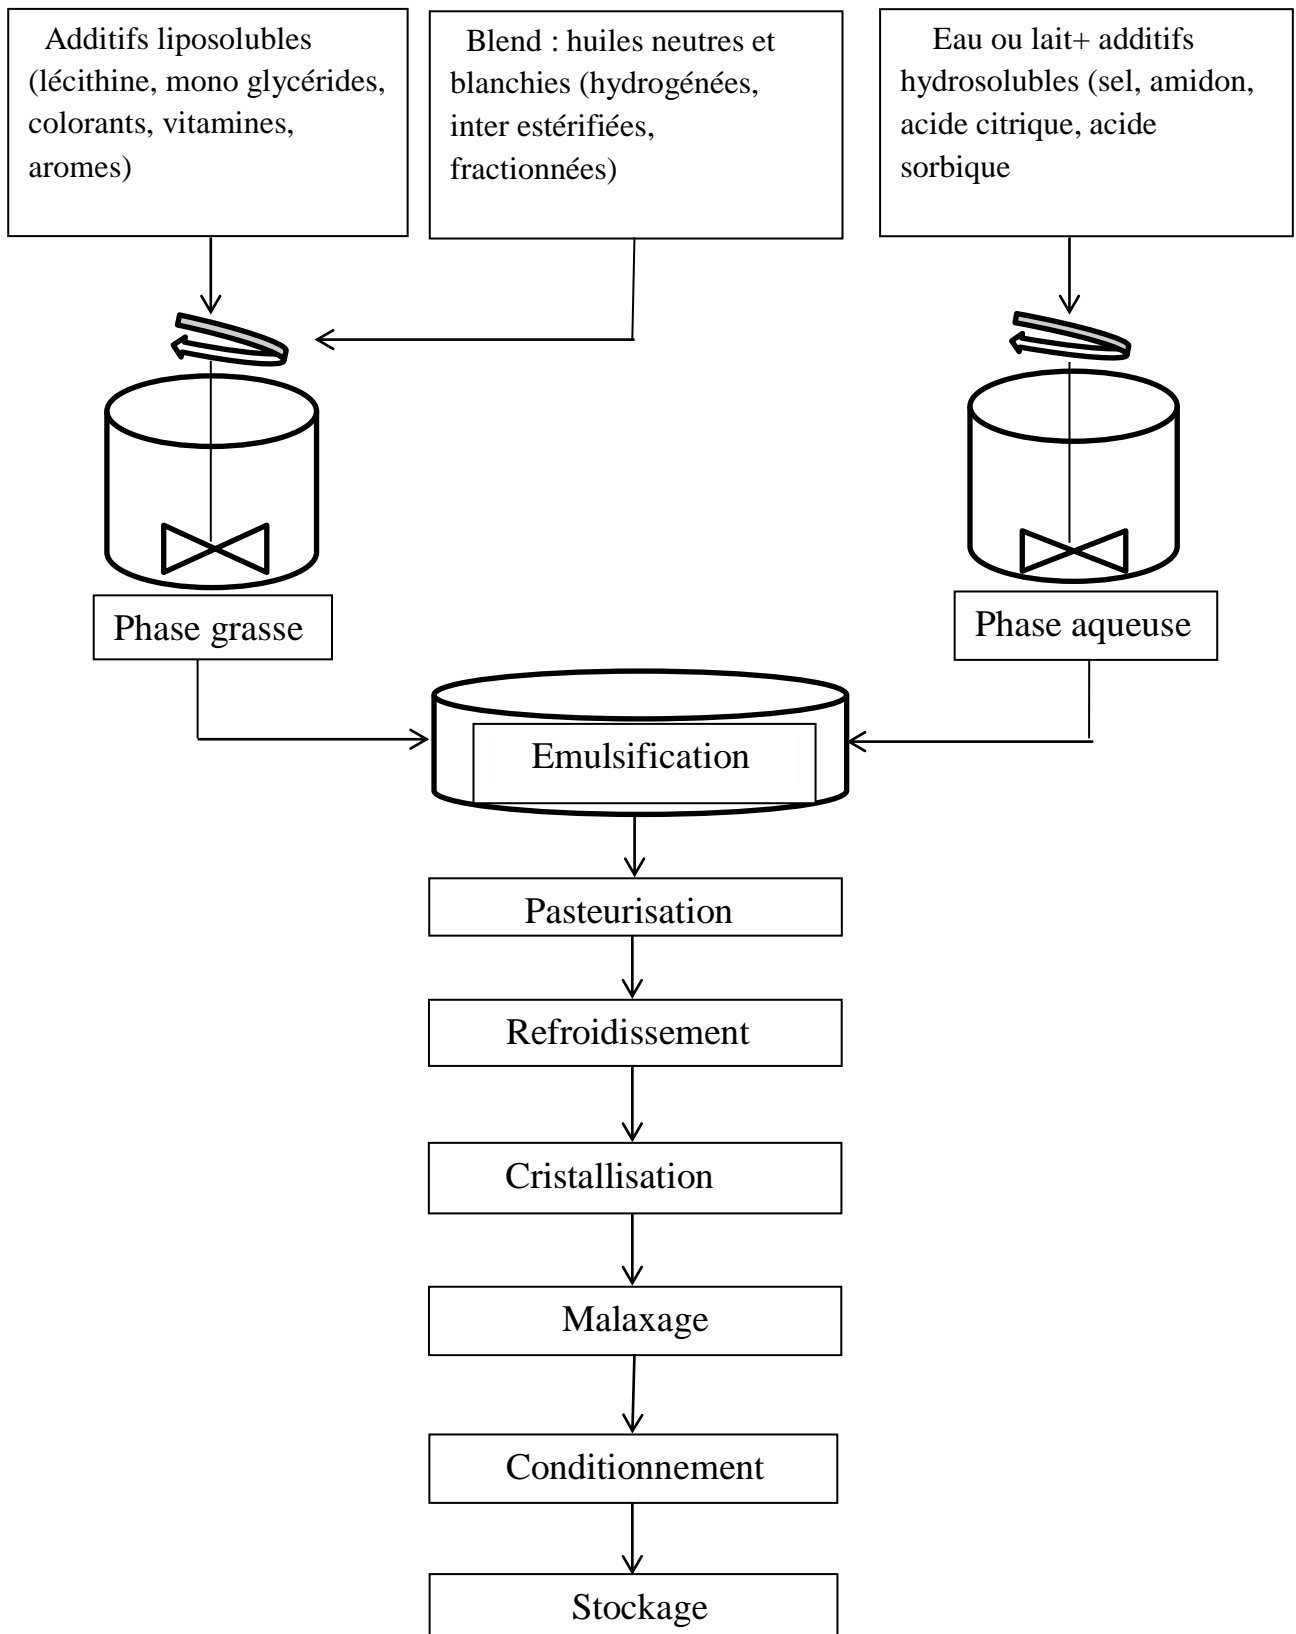 Additifs liposolubles
(lécithine, mono glycérides,
colorants, vitamines,
aromes)
Blend : huiles neutres et
blanchies (hydrogénées,
inter estérifiées,
fractionnées)
Eau ou lait+ additifs
hydrosolubles (sel, amidon,
acide citrique, acide
sorbique
Phase grasse
Phase aqueuse
Emulsification
Pasteurisation
Refroidissement
Cristallisation
Malaxage
Conditionnement
Stockage